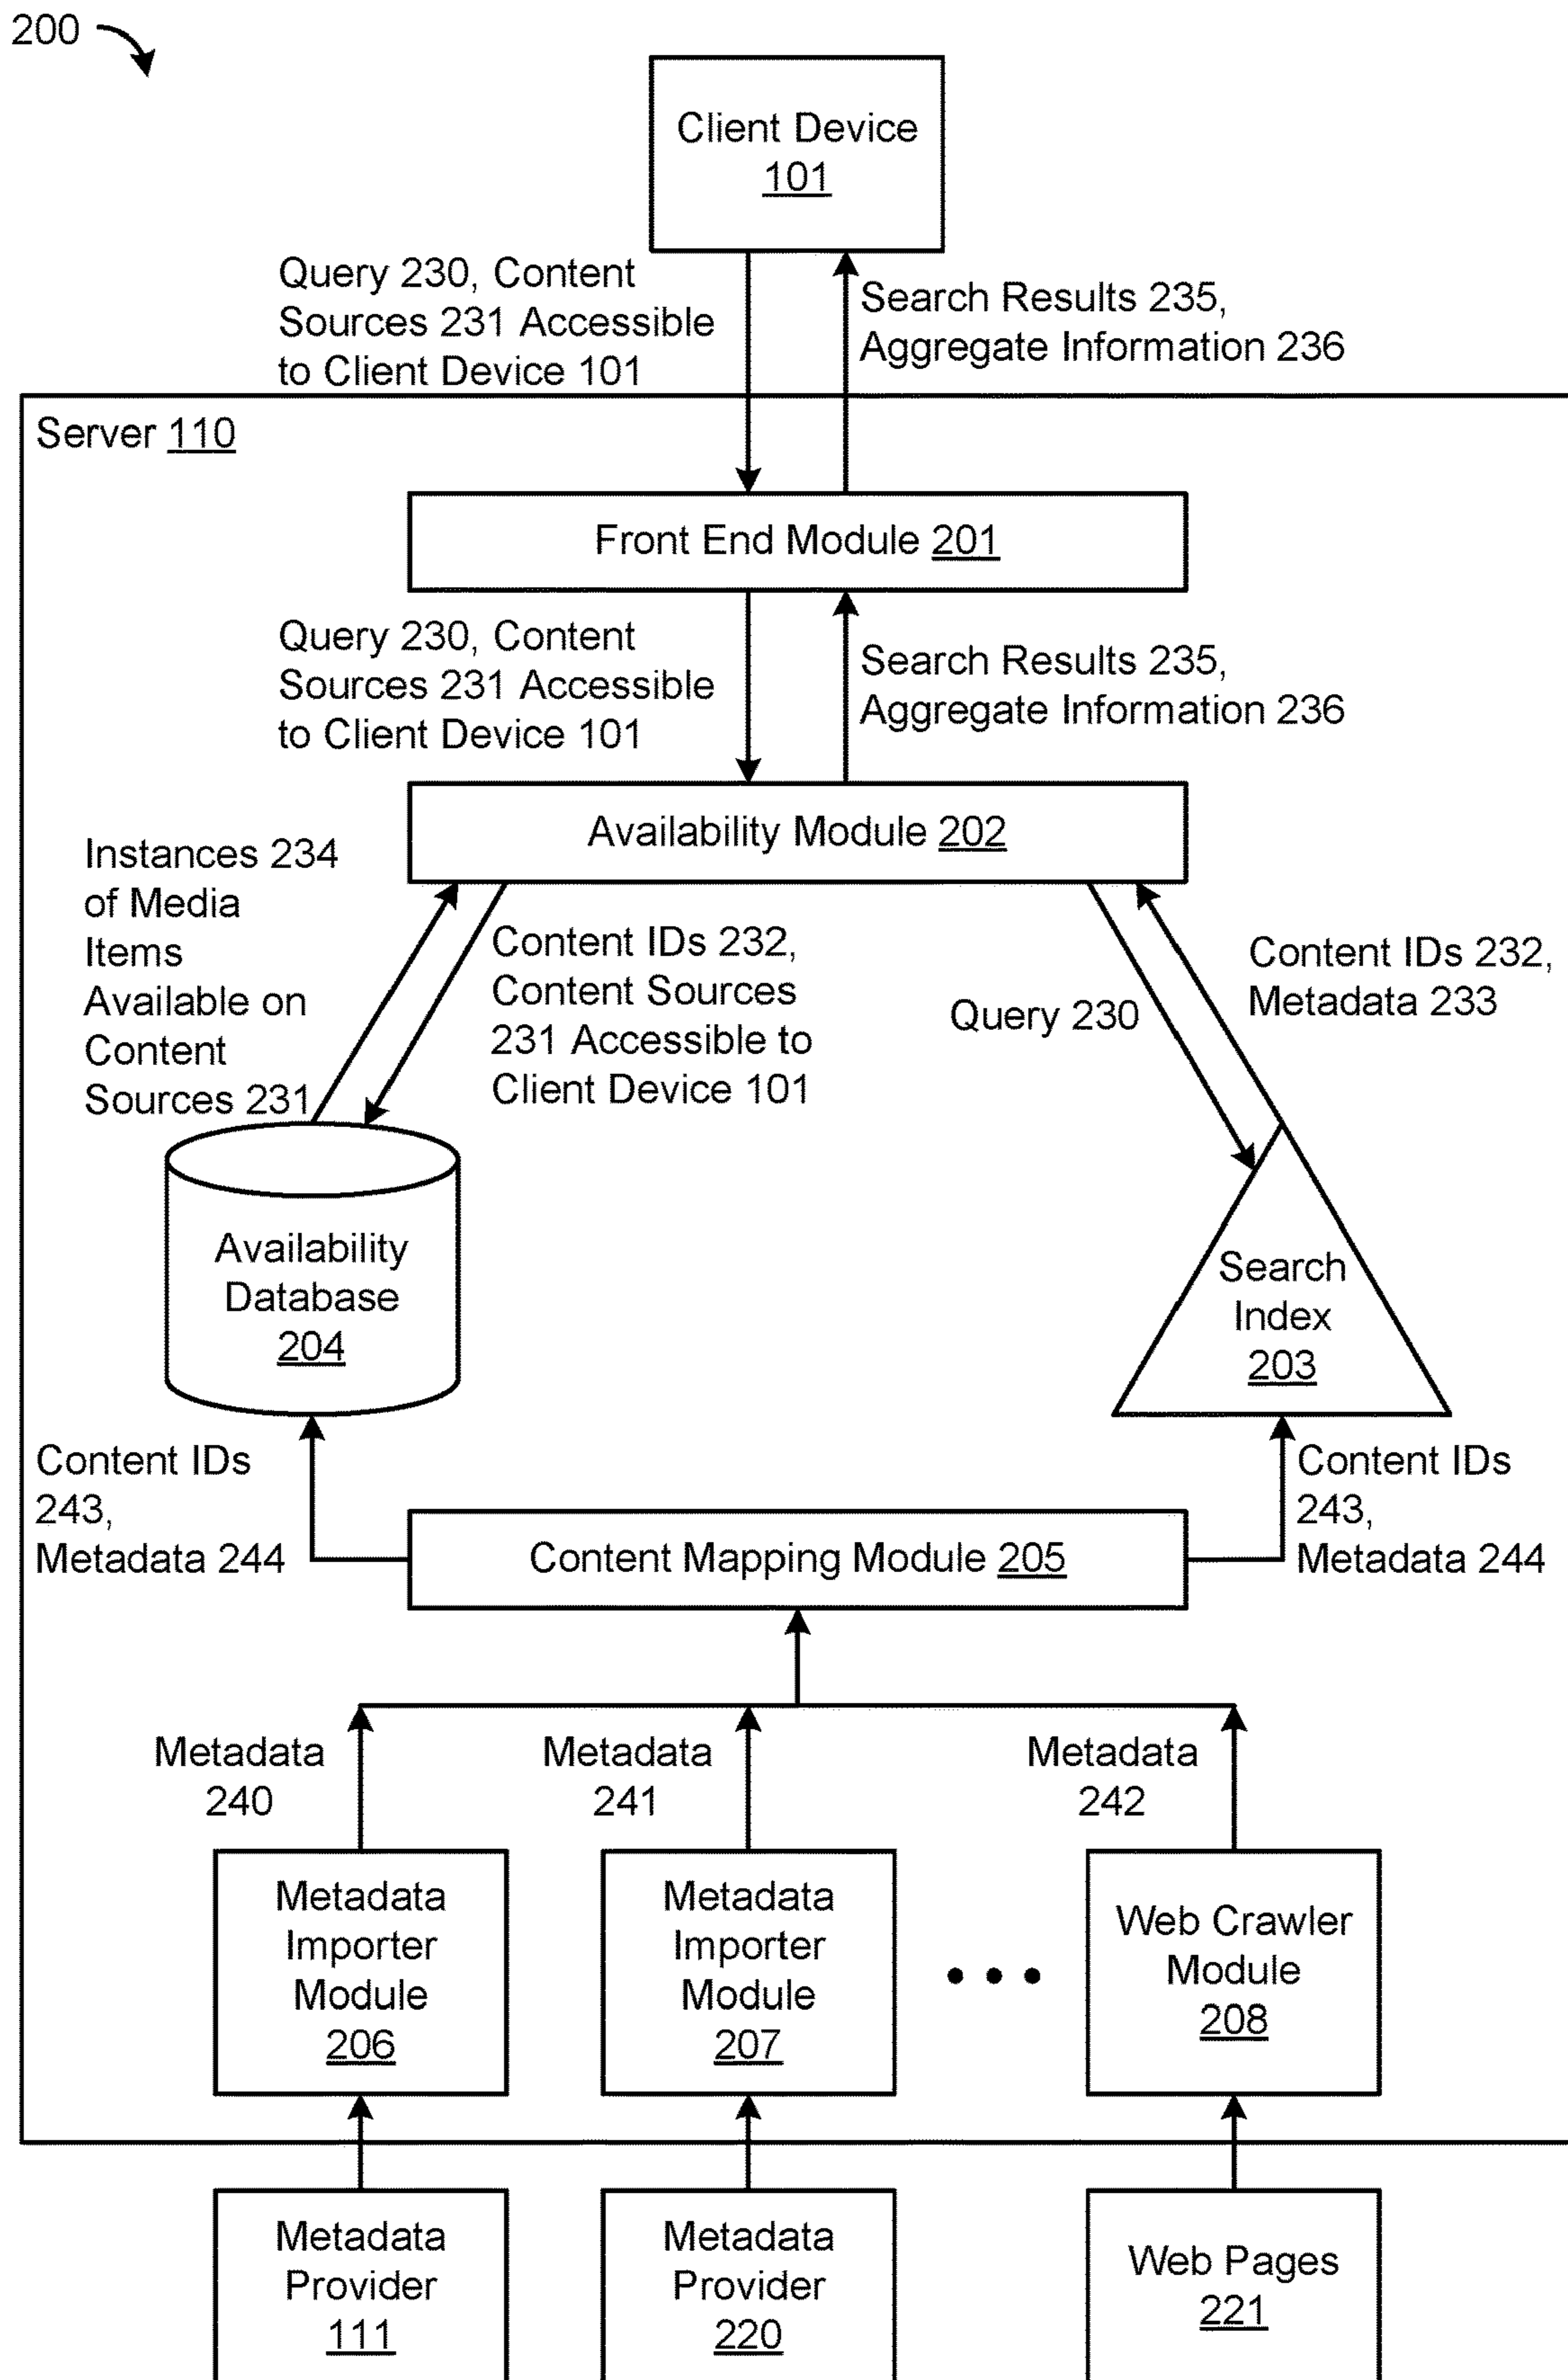 200
Client Device
101
Query 230, Content
Sources 231 Accessible
to Client Device 101
Search Results 235,
Aggregate Information 236
Server 110
Front End Module 201
Query 230, Content
Sources 231 Accessible
to Client Device 101
Search Results 235,
Aggregate Information 236
Availability Module 202
Instances 234
of Media
Items
Available on
Content
Sources 231
Content IDs 232,
Content Sources
231 Accessible to
Client Device 101
Query 230
Content IDs 232,
Metadata 233
Availability
Database
204
Search
Index
203
Content IDs
243,
Metadata 244
Content Mapping Module 205
Content IDs
243,
Metadata 244
Metadata
240
Metadata
241
Metadata
242
Metadata
Importer
Module
206
Metadata
Importer
Module
207
Web Crawler
Module
208
Metadata
Provider
111
Metadata
Provider
220
Web Pages
221